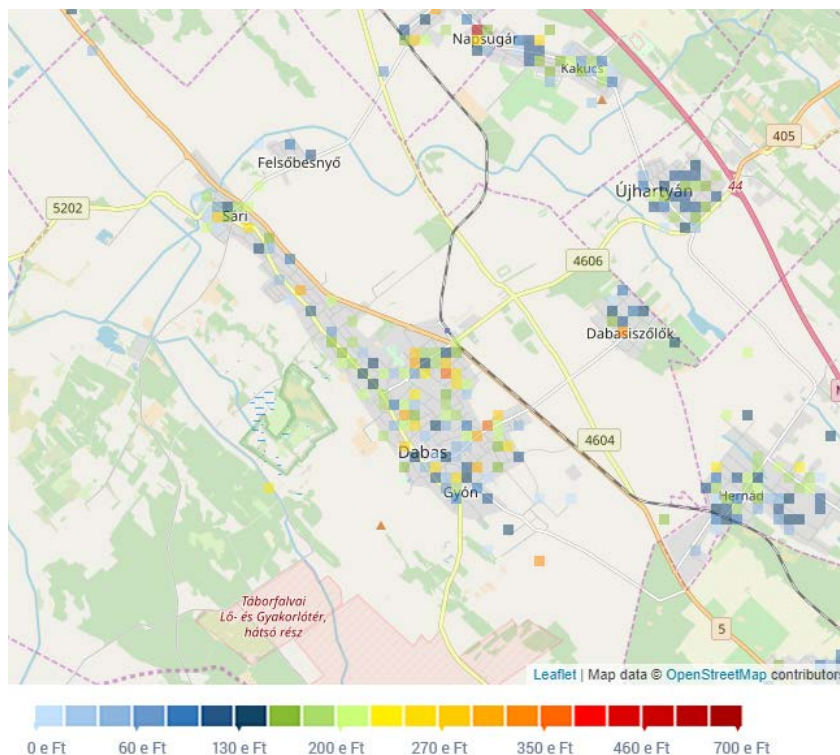 Napsugár
Kakucs
405
Felsőbesnyő
Újhartyán
44
5202
Sári
4606
Dabasiszőlők
M
4604
Dabas
Gyón
Hernád
Táborfalvai
Lő- és Gyakorlótér,
hátsó rész
5
Leaflet | Map data © OpenStreetMap contributors
0 e Ft 60 e Ft 130 e Ft 200 e Ft 270 e Ft 350 e Ft 460 e Ft 700 e Ft